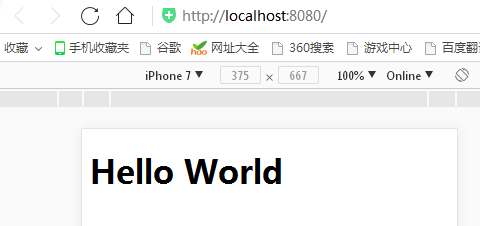 http://localhost:8080/
收藏 手机收藏夹 谷歌 网址大全 360搜索 游戏中心 百度翻
iPhone 7 ▼ 375 × 667 100% ▼ Online ▼
Hello World